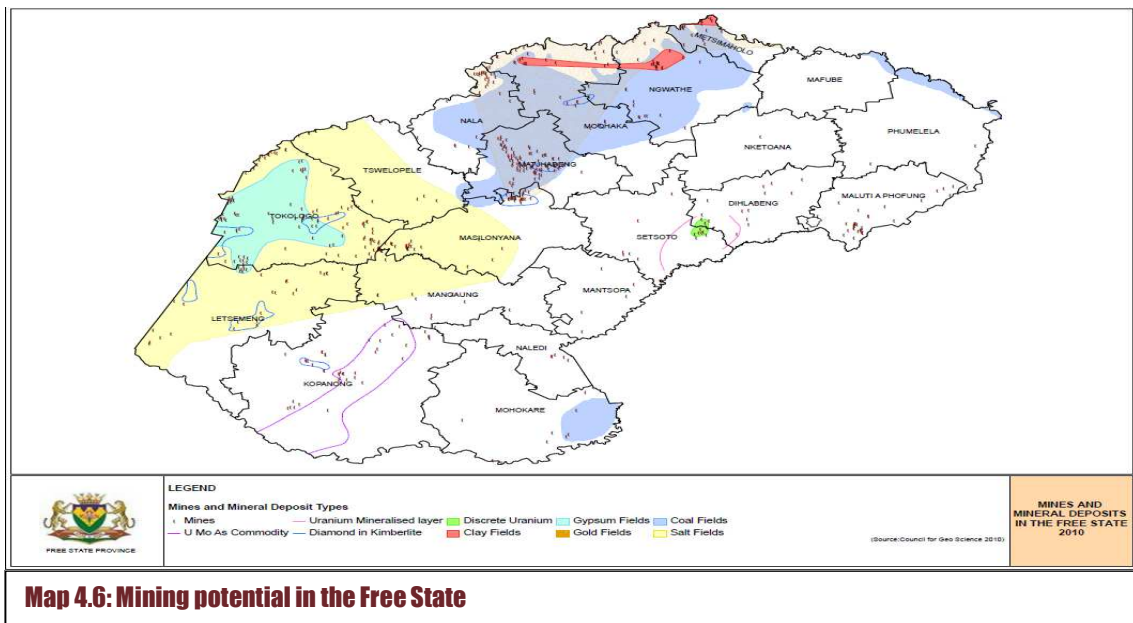 METSIMAHOLO
MAFUBE
NGWATHE
NALA
MOQHAKA
PHUMELELA
NKETOANA
MATJHABENG
TSWELOPELE
DIHLABENG
MALUTI A PHOFUNG
TOKOLOGO
MASILONYANA
SETSOTO
MANTSOPA
MANGAUNG
LETSEMENG
NALEDI
KOPANONG
MOHOKARE
FREE STATE PROVINCE
LEGEND
Mines and Mineral Deposit Types
Mines
Uranium Mineralised layer
Discrete Uranium
Gypsum Fields
Coal Fields
U Mo As Commodity
Diamond in Kimberlite
Clay Fields
Gold Fields
Salt Fields
(Source:Council for Geo Science 2010)
MINES AND
MINERAL DEPOSITS
IN THE FREE STATE
2010
Map 4.6: Mining potential in the Free State